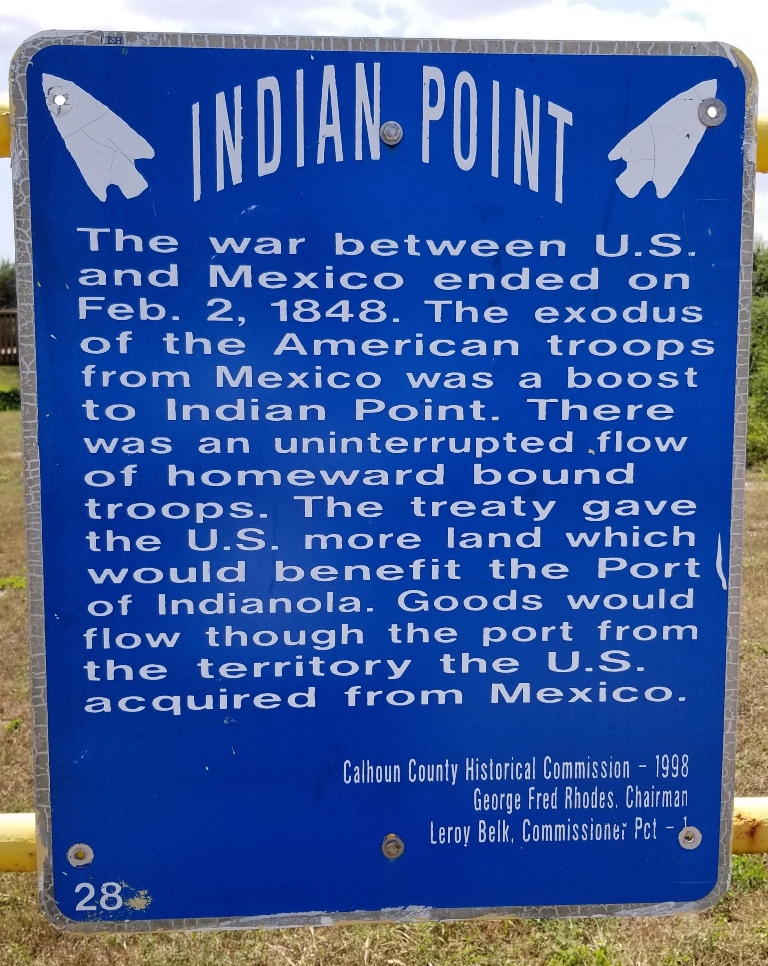 INDIAN POINT
The war between U.S.
and Mexico ended on
Feb. 2, 1848. The exodus
of the American troops
from Mexico was a boost
to Indian Point. There
was an uninterrupted flow
of homeward bound
troops. The treaty gave
the U.S. more land which
would benefit the Port
of Indianola. Goods would
flow though the port from
the territory the U.S.
acquired from Mexico.
Calhoun County Historical Commission - 1998
George Fred Rhodes, Chairman
Leroy Belk, Commissioner Pct - 1
28